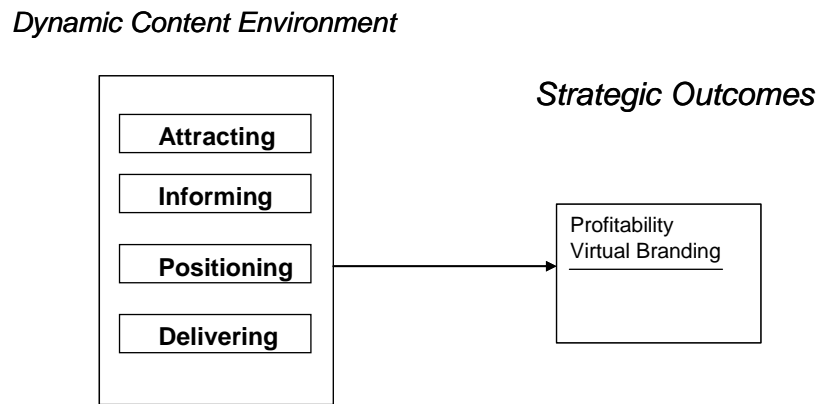 Dynamic Content Environment
Strategic Outcomes
Attracting
Informing
Positioning
Delivering
Profitability
Virtual Branding